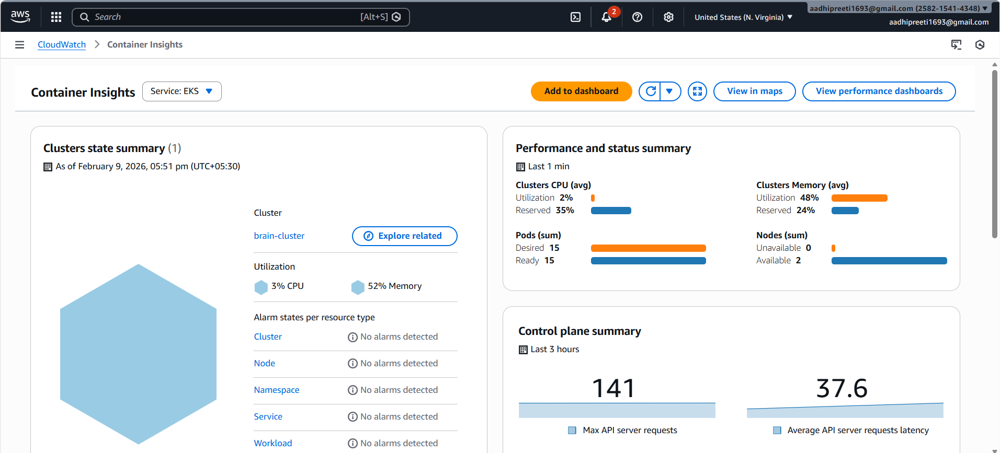 aws
Search [Alt+S]
2
United States (N. Virginia)
aadhipreeti1693@gmail.com (2582-1541-4348)
aadhipreeti1693@gmail.com
CloudWatch > Container Insights
Container Insights
Service: EKS
Add to dashboard
View in maps
View performance dashboards
Clusters state summary (1)
As of February 9, 2026, 05:51 pm (UTC+05:30)
Cluster
brain-cluster
Explore related
Utilization
3% CPU
52% Memory
Alarm states per resource type
Cluster No alarms detected
Node No alarms detected
Namespace No alarms detected
Service No alarms detected
Workload No alarms detected
Performance and status summary
Last 1 min
Clusters CPU (avg)
Utilization 2%
Reserved 35%
Clusters Memory (avg)
Utilization 48%
Reserved 24%
Pods (sum)
Desired 15
Ready 15
Nodes (sum)
Unavailable 0
Available 2
Control plane summary
Last 3 hours
141
Max API server requests
37.6
Average API server requests latency